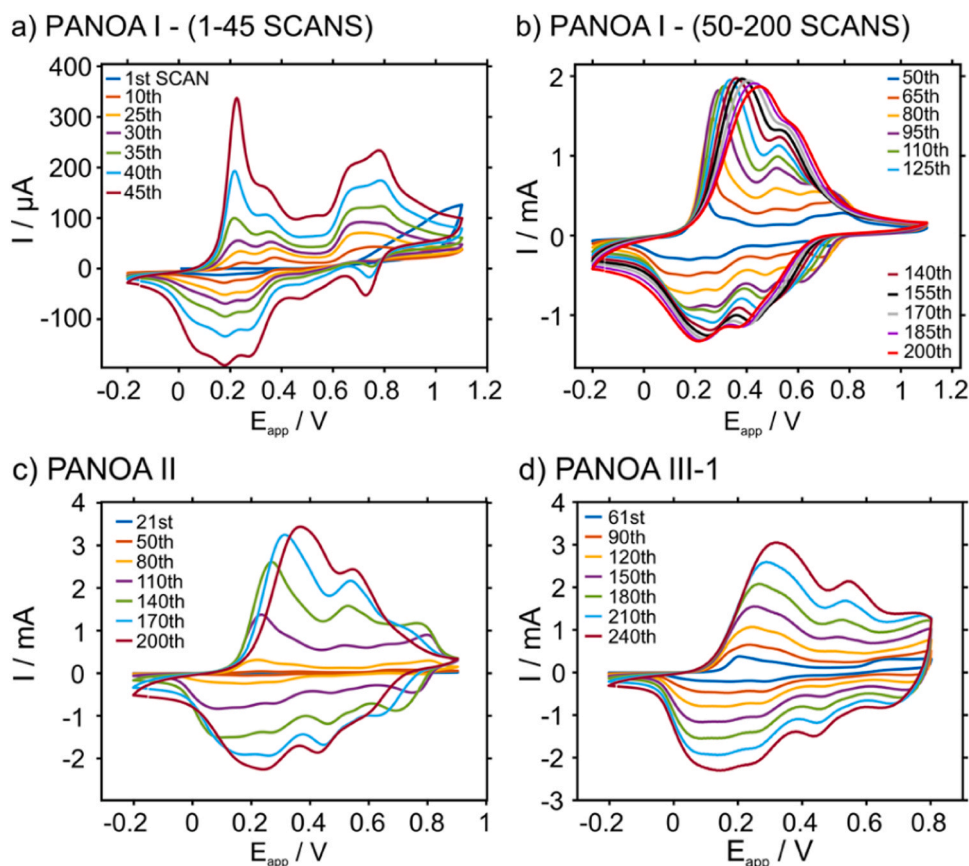 a) PANOA I - (1-45 SCANS)
400
300
200
100
0
-100
I / µA
1st SCAN
10th
25th
30th
35th
40th
45th
-0.2 0 0.2 0.4 0.6 0.8 1 1.2
E_app / V
b) PANOA I - (50-200 SCANS)
2
1
0
-1
I / mA
50th
65th
80th
95th
110th
125th
140th
155th
170th
185th
200th
-0.2 0 0.2 0.4 0.6 0.8 1 1.2
E_app / V
c) PANOA II
4
3
2
1
0
-1
-2
I / mA
21st
50th
80th
110th
140th
170th
200th
-0.2 0 0.2 0.4 0.6 0.8 1
E_app / V
d) PANOA III-1
4
3
2
1
0
-1
-2
-3
I / mA
61st
90th
120th
150th
180th
210th
240th
-0.2 0 0.2 0.4 0.6 0.8
E_app / V